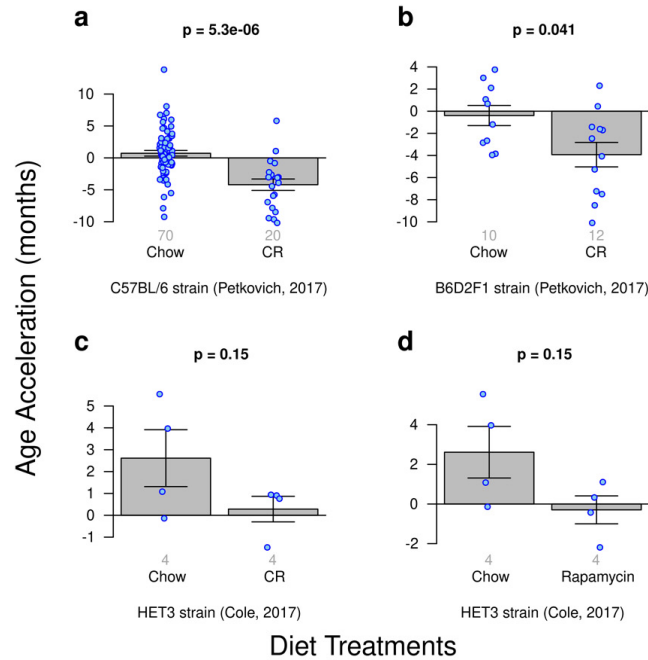 a
p = 5.3e-06
10
5
0
-5
-10
70
20
Chow
CR
C57BL/6 strain (Petkovich, 2017)
b
p = 0.041
4
2
0
-2
-4
-6
-8
-10
10
12
Chow
CR
B6D2F1 strain (Petkovich, 2017)
Age Acceleration (months)
c
p = 0.15
5
4
3
2
1
0
-1
4
4
Chow
CR
HET3 strain (Cole, 2017)
d
p = 0.15
4
2
0
-2
4
4
Chow
Rapamycin
HET3 strain (Cole, 2017)
Diet Treatments